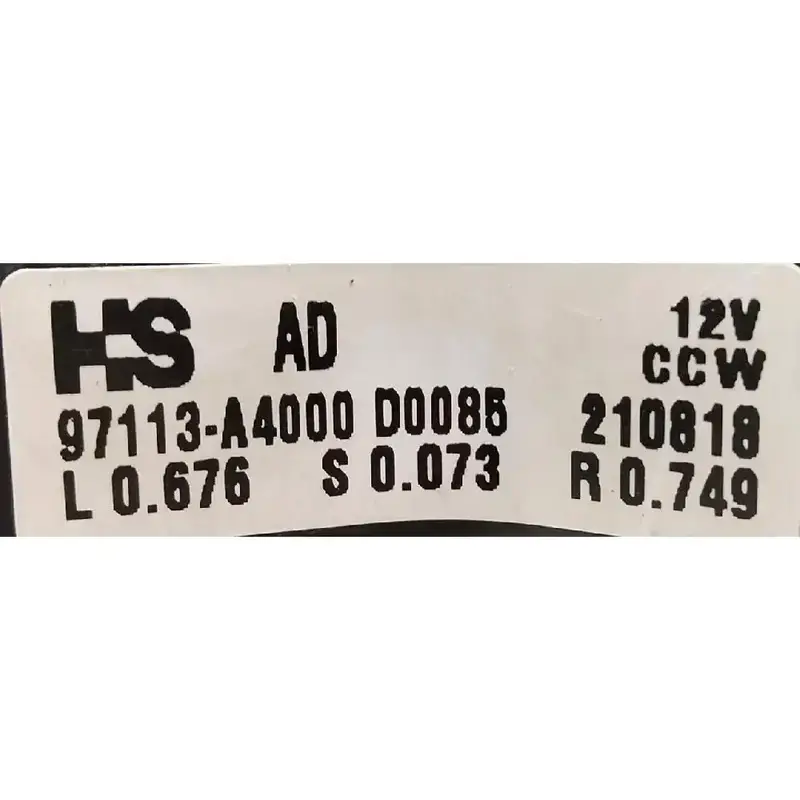 HS AD 12V
CCW
97113-A4000 D0085 210818
L 0.676 S 0.073 R 0.749